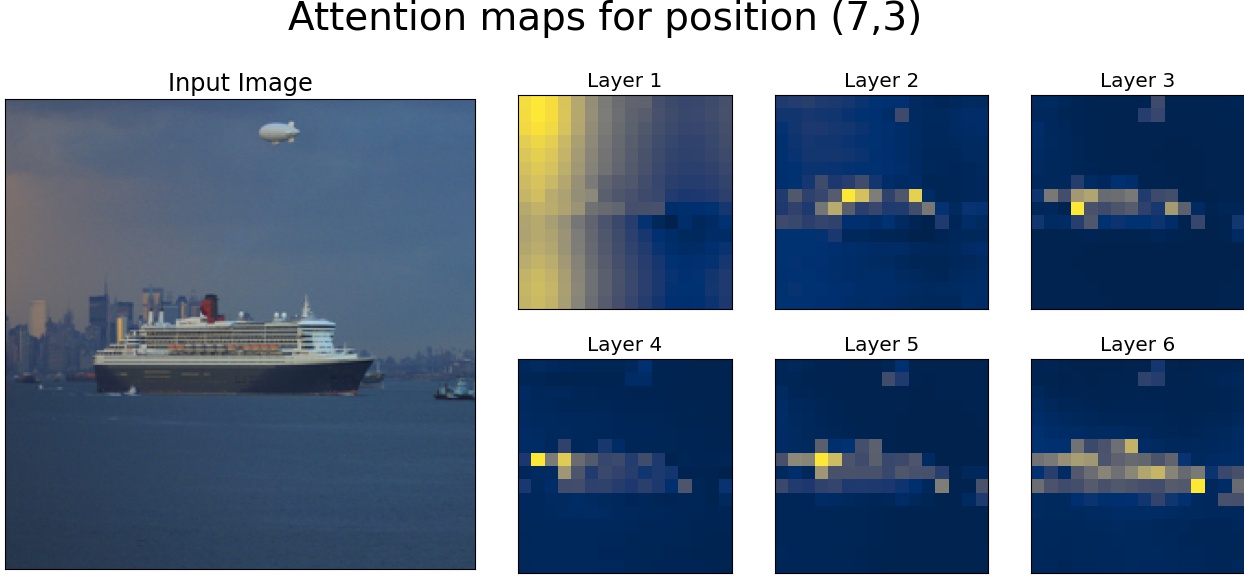 Attention maps for position (7,3)
Input Image
Layer 1
Layer 2
Layer 3
Layer 4
Layer 5
Layer 6